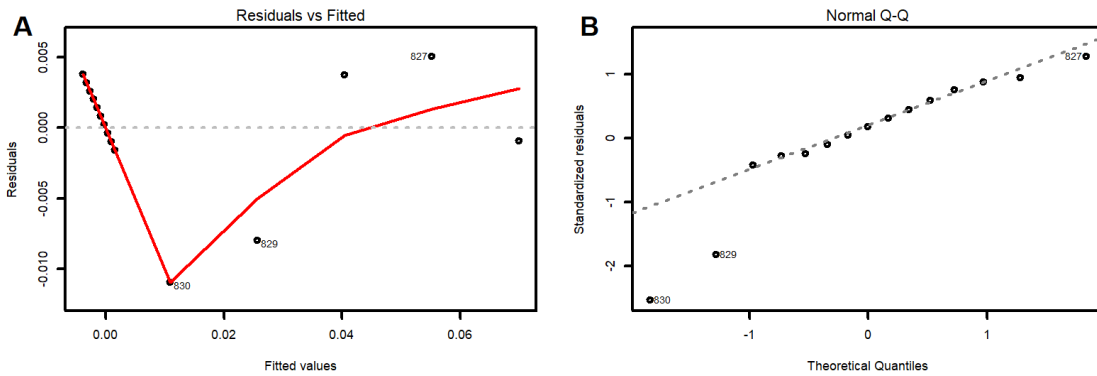 A
Residuals vs Fitted
Residuals
0.005
0.000
-0.005
-0.010
827
829
830
0.00 0.02 0.04 0.06
Fitted values
B
Normal Q-Q
Standardized residuals
1
0
-1
-2
827
829
830
-1 0 1
Theoretical Quantiles